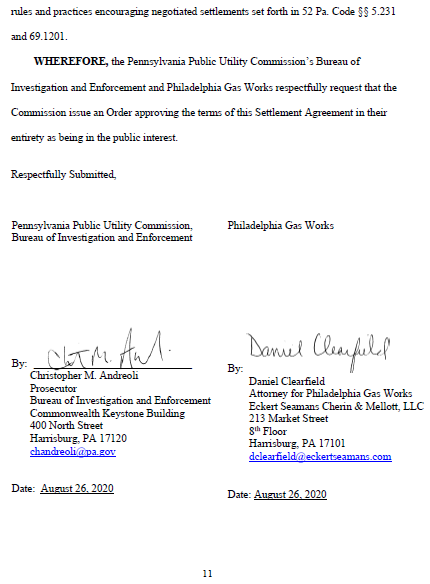 rules and practices encouraging negotiated settlements set forth in 52 Pa. Code §§ 5.231
and 69.1201.
WHEREFORE, the Pennsylvania Public Utility Commission's Bureau of
Investigation and Enforcement and Philadelphia Gas Works respectfully request that the
Commission issue an Order approving the terms of this Settlement Agreement in their
entirety as being in the public interest.
Respectfully Submitted,
Pennsylvania Public Utility Commission,
Bureau of Investigation and Enforcement
By:
Christopher M. Andreoli
Prosecutor
Bureau of Investigation and Enforcement
Commonwealth Keystone Building
400 North Street
Harrisburg, PA 17120
chandreoli@pa.gov
Date: August 26, 2020
Philadelphia Gas Works
Daniel Clearfield
By:
Daniel Clearfield
Attorney for Philadelphia Gas Works
Eckert Seamans Cherin & Mellott, LLC
213 Market Street
8th Floor
Harrisburg, PA 17101
dclearfield@eckertseamans.com
Date: August 26, 2020
11